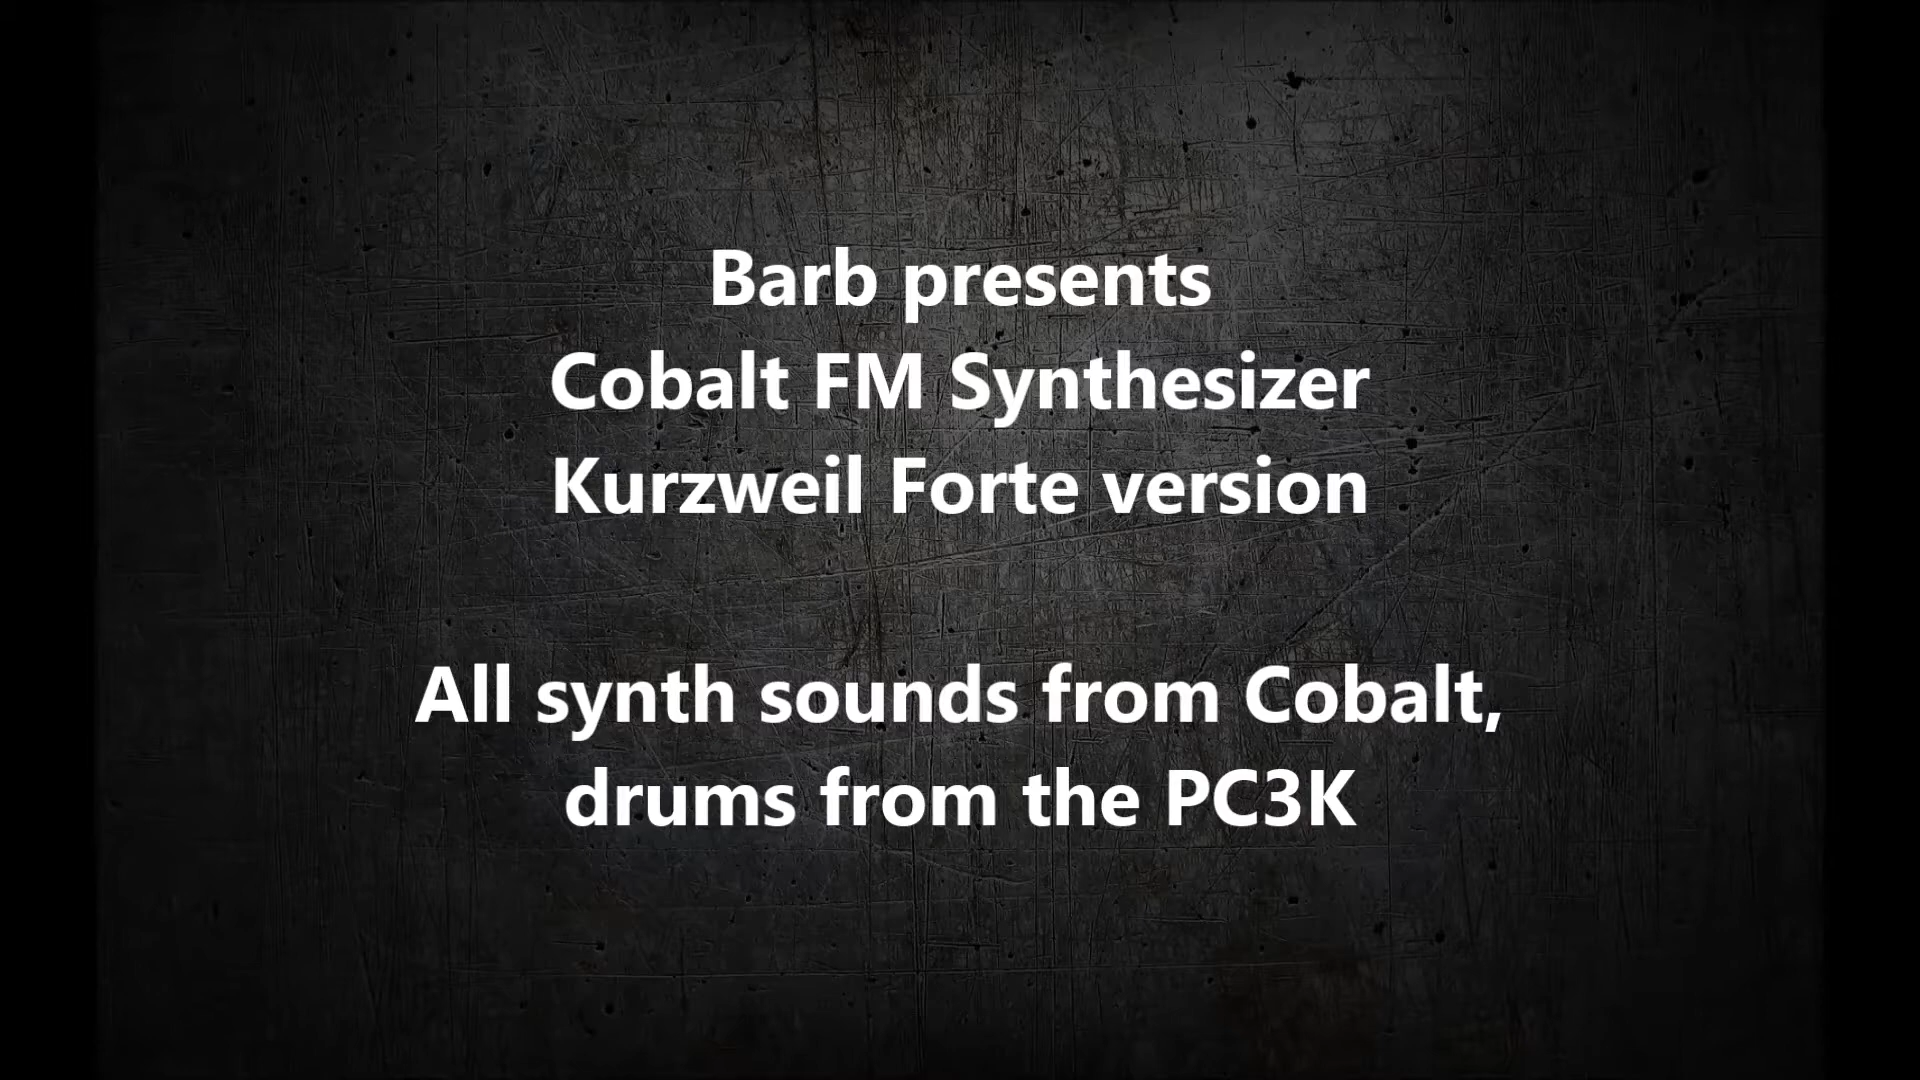 Barb presents
Cobalt FM Synthesizer
Kurzweil Forte version
All synth sounds from Cobalt,
drums from the PC3K